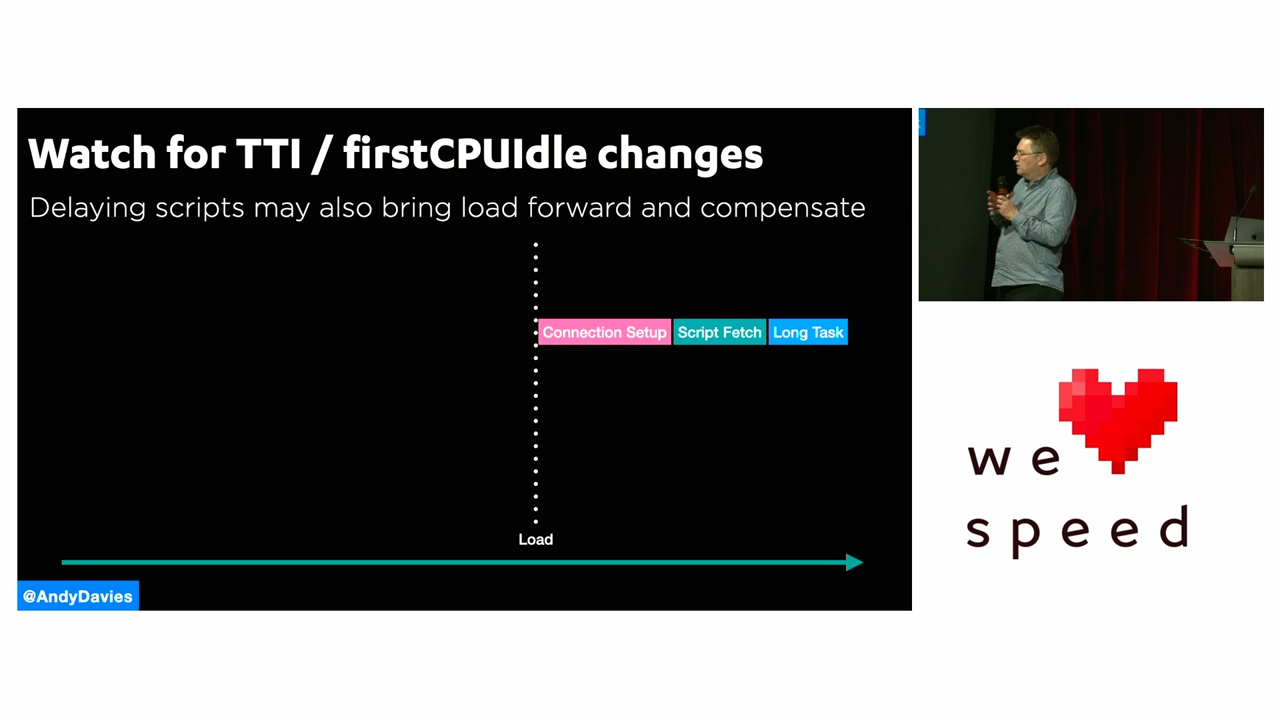 Watch for TTI / firstCPUIdle changes
Delaying scripts may also bring load forward and compensate
Connection Setup Script Fetch Long Task
Load
@AndyDavies
we
speed